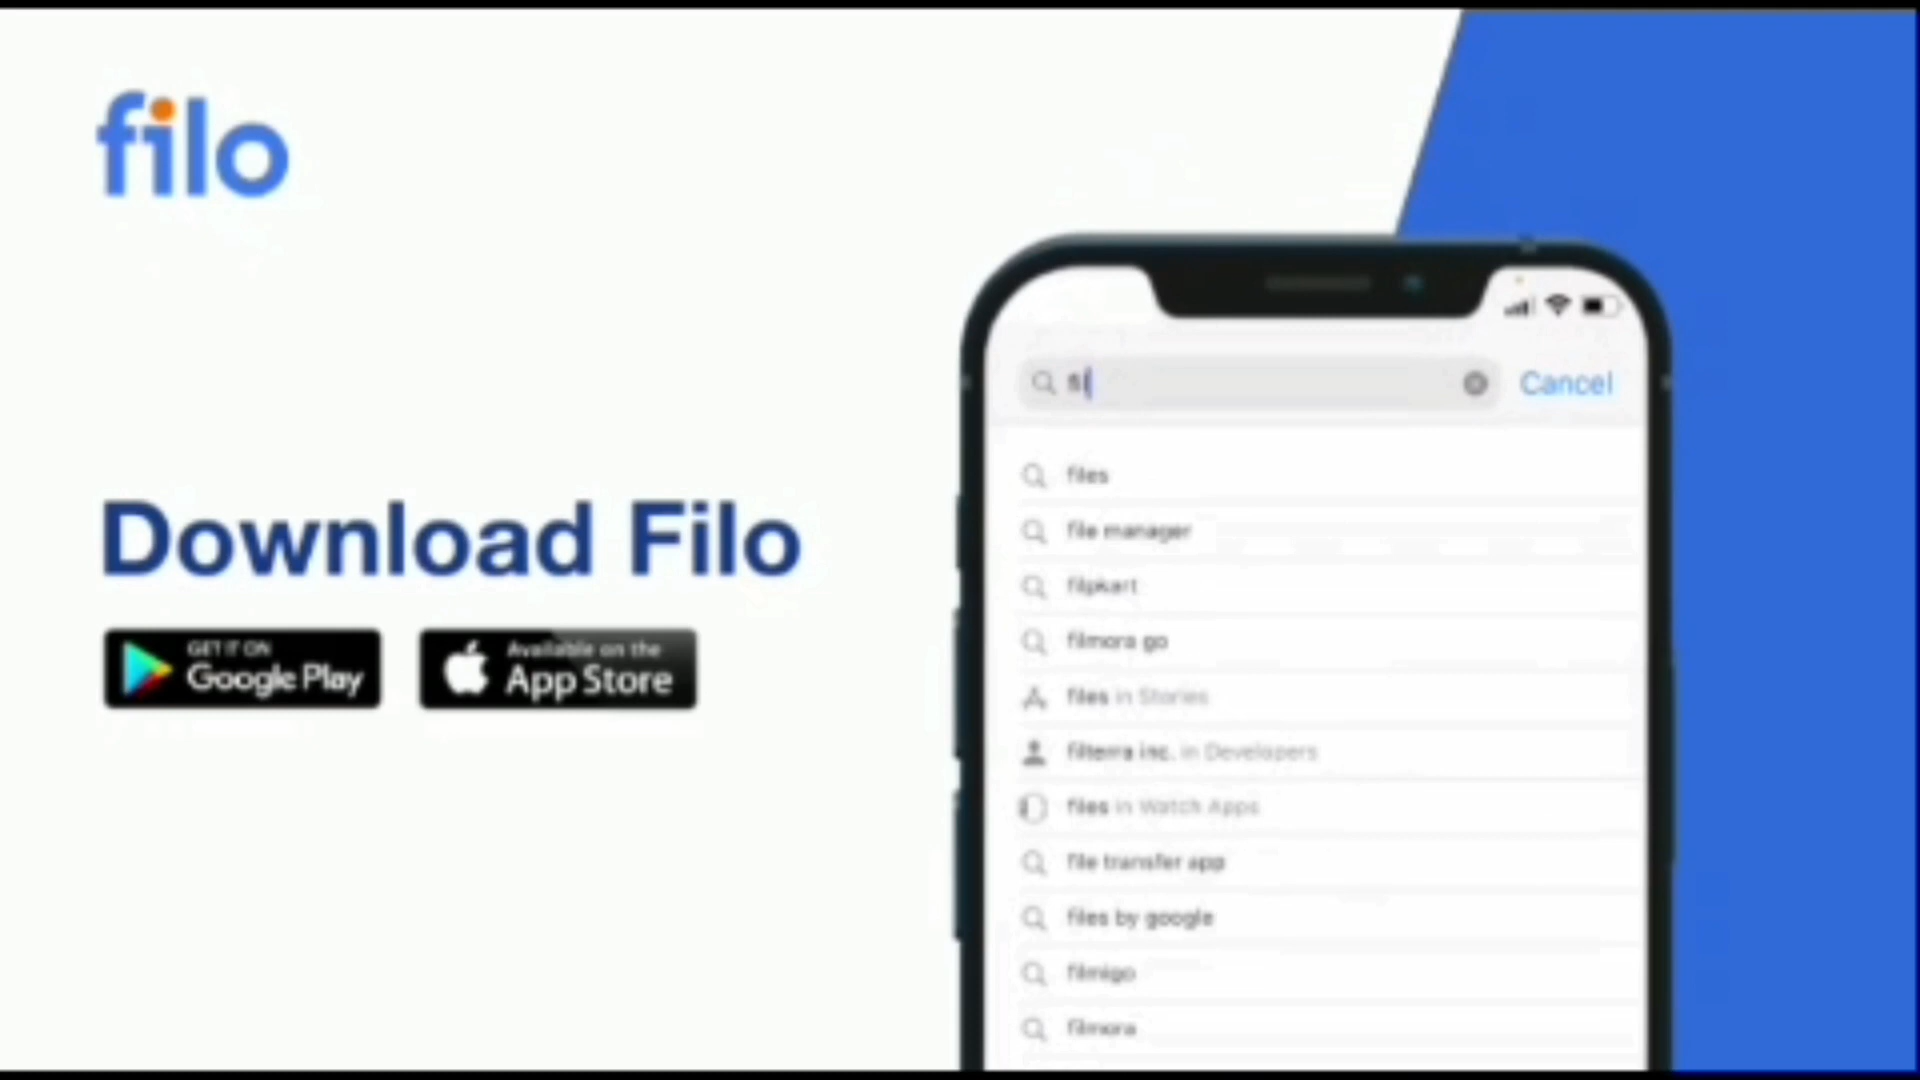 filo
Download Filo
GET IT ON
Google Play
Available on the
App Store
fil
Cancel
files
file manager
filpkart
filmora go
files in Stories
filterra inc. in Developers
files in Watch Apps
file transfer app
files by google
filmigo
filmora